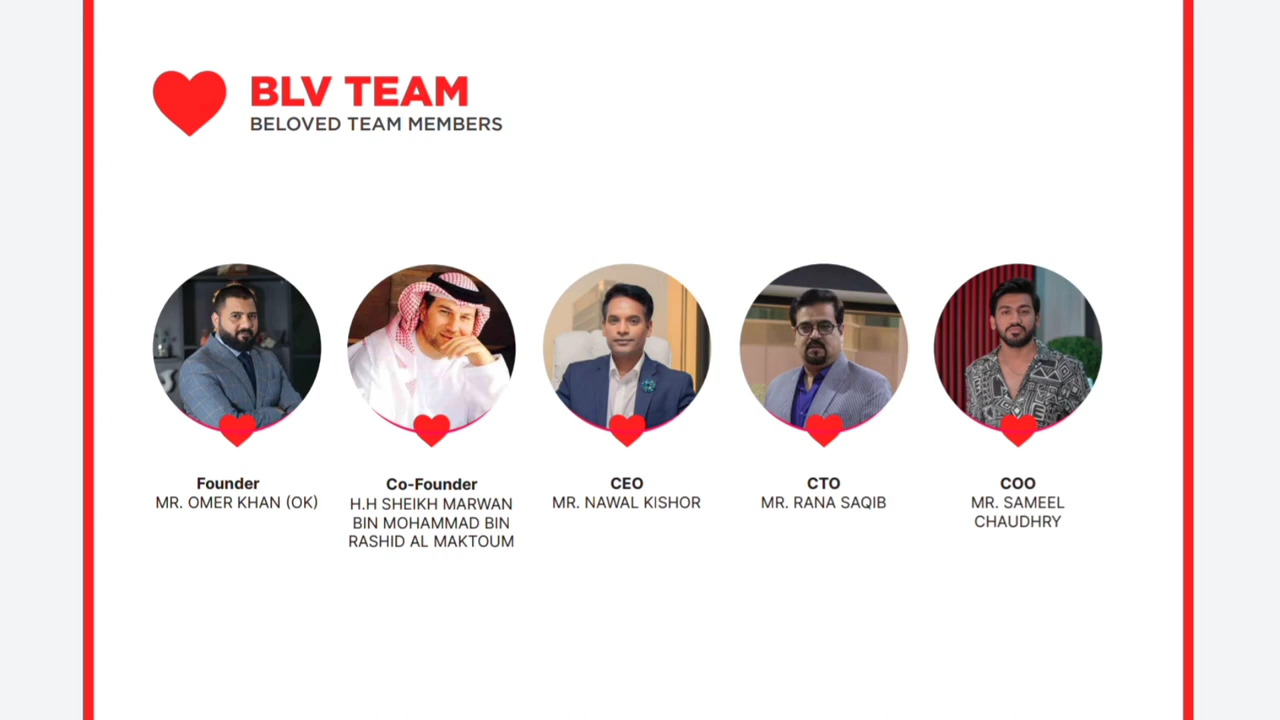 BLV TEAM
BELOVED TEAM MEMBERS
Founder
MR. OMER KHAN (OK)
Co-Founder
H.H SHEIKH MARWAN
BIN MOHAMMAD BIN
RASHID AL MAKTOUM
CEO
MR. NAWAL KISHOR
CTO
MR. RANA SAQIB
COO
MR. SAMEEL
CHAUDHRY